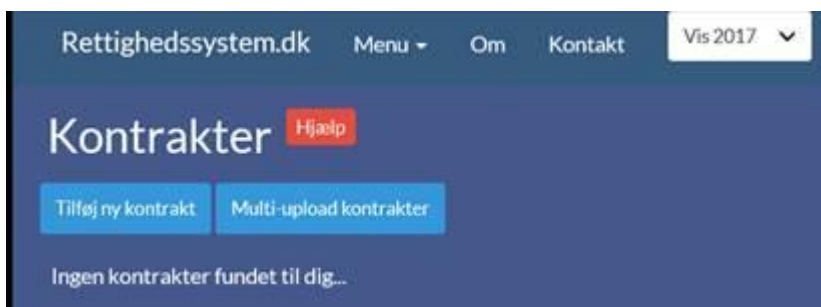 Rettighedssystem.dk Menu Om Kontakt Vis 2017
Kontrakter Hjælp
Tilføj ny kontrakt Multi-upload kontrakter
Ingen kontrakter fundet til dig...